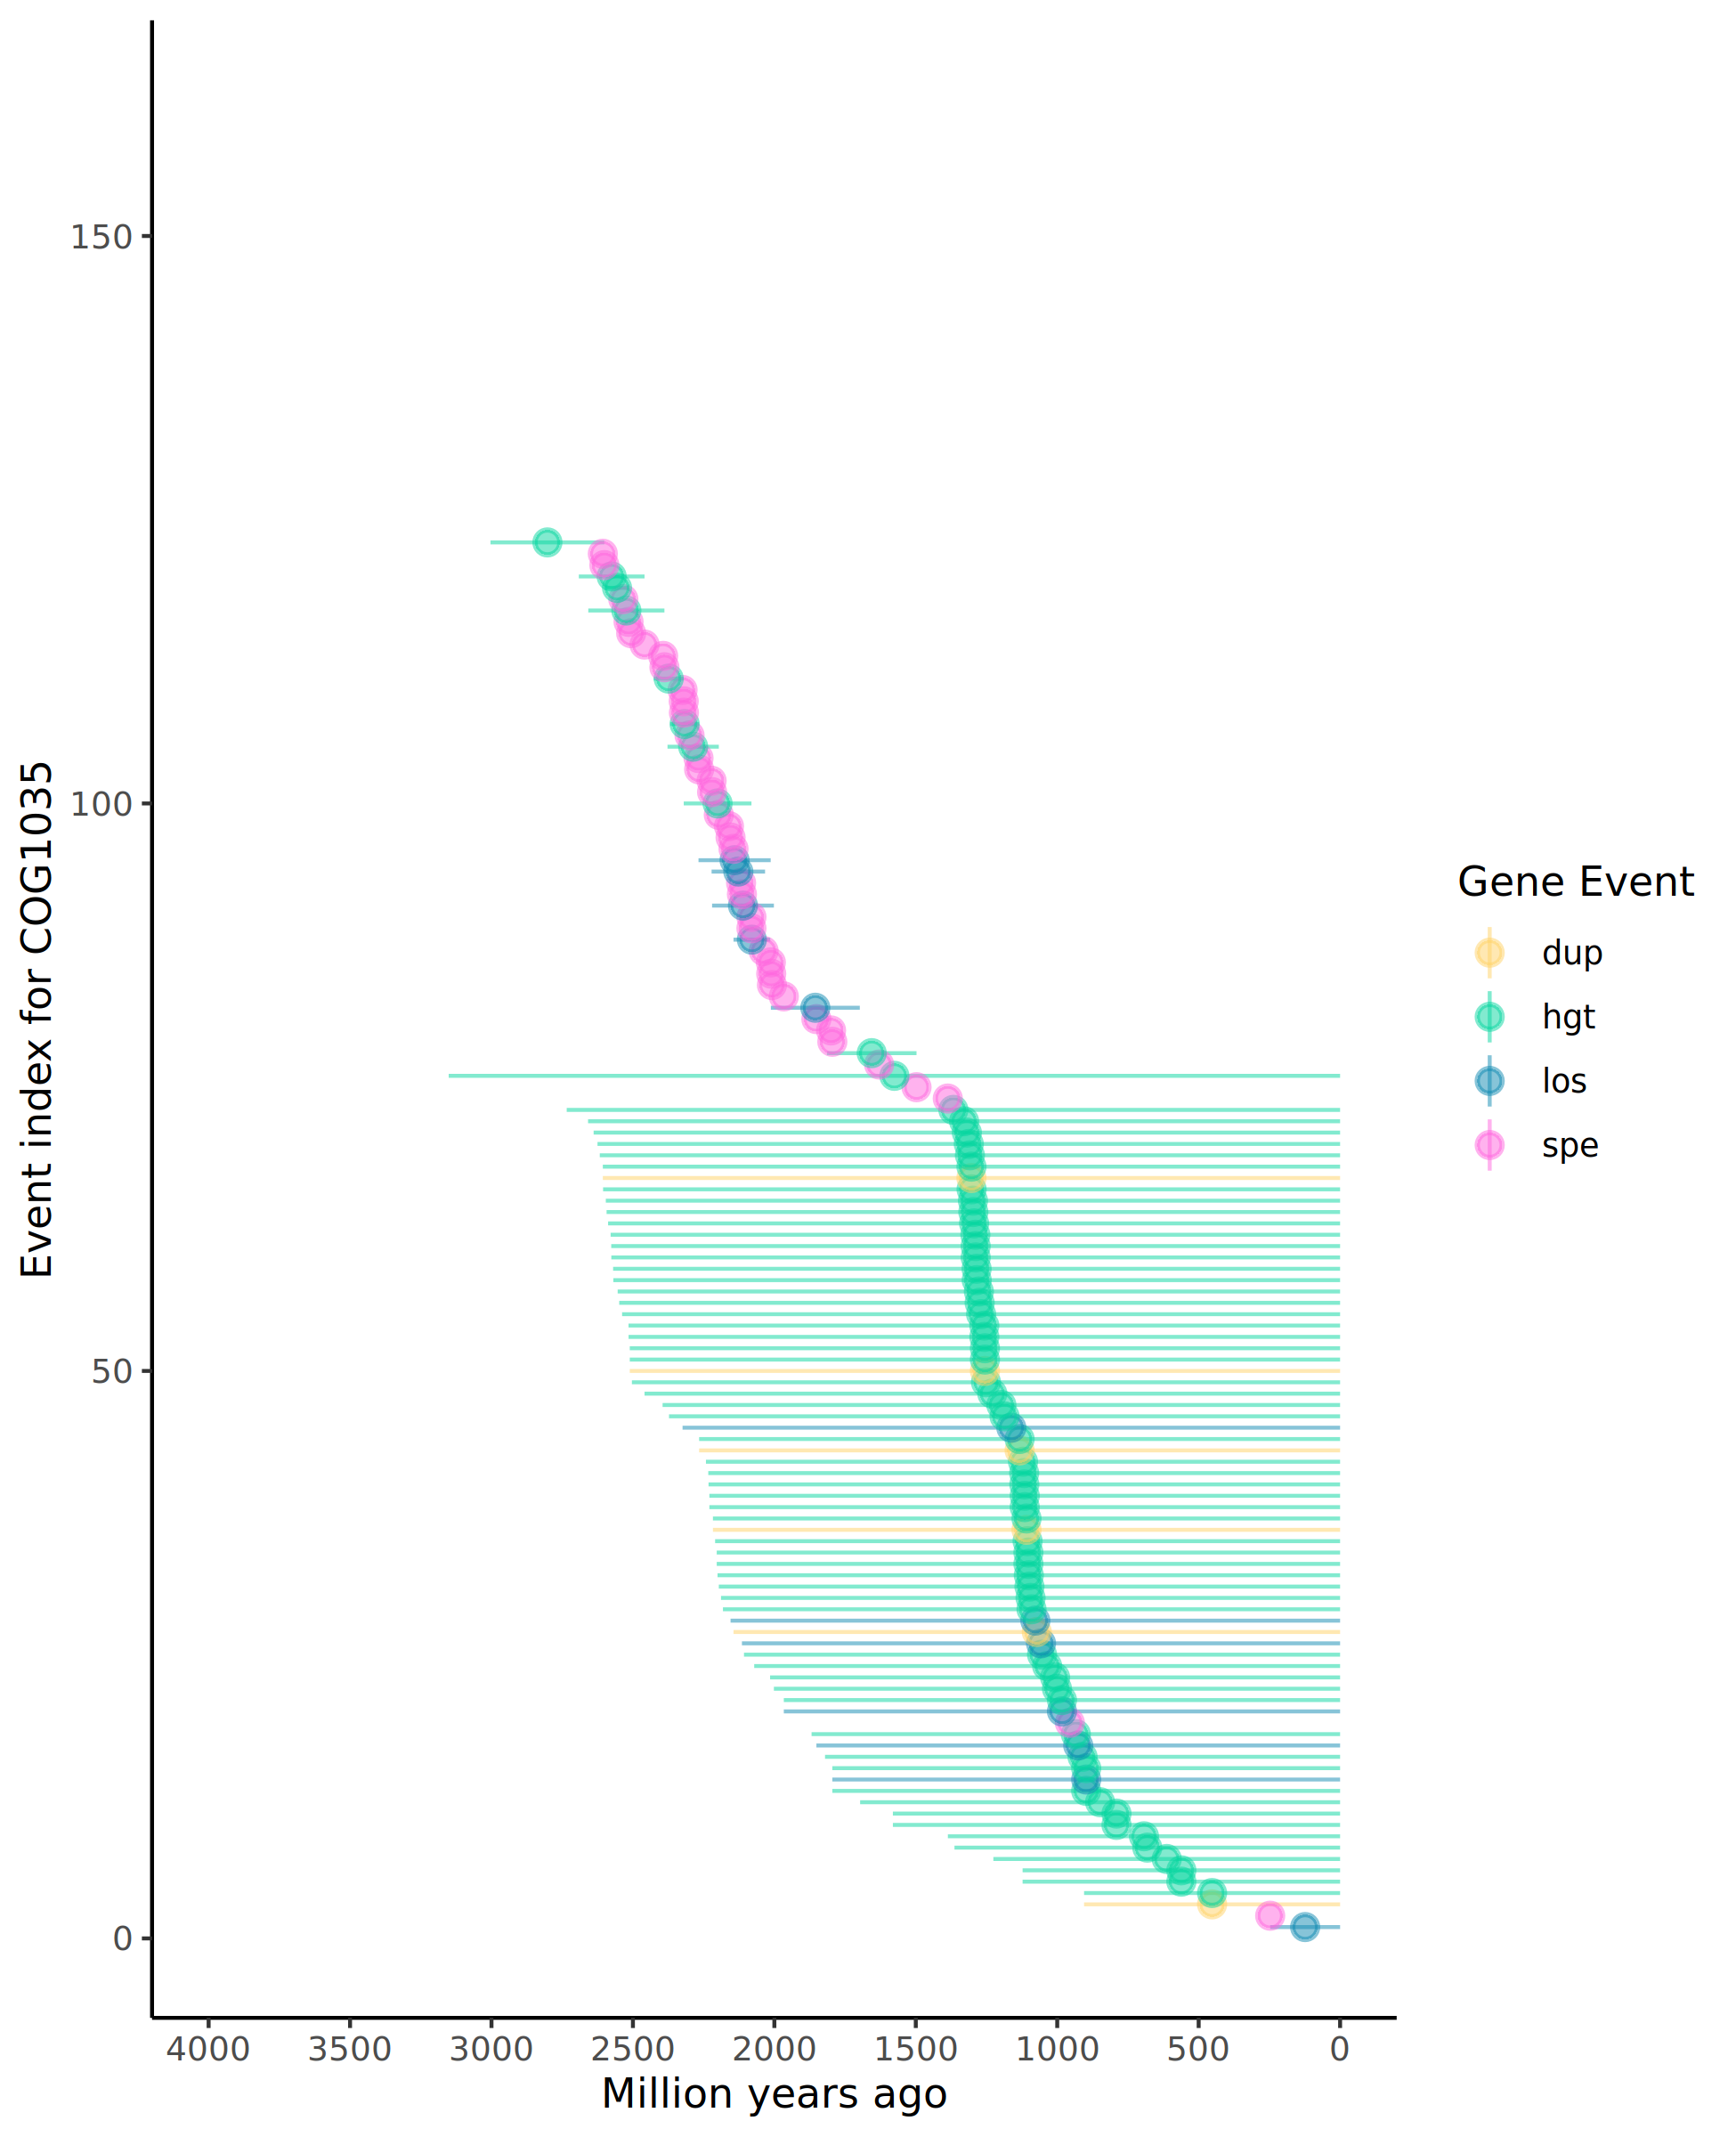 Event index for COG1035
150
100
50
0
4000 3500 3000 2500 2000 1500 1000 500 0
Million years ago
Gene Event
dup
hgt
los
spe